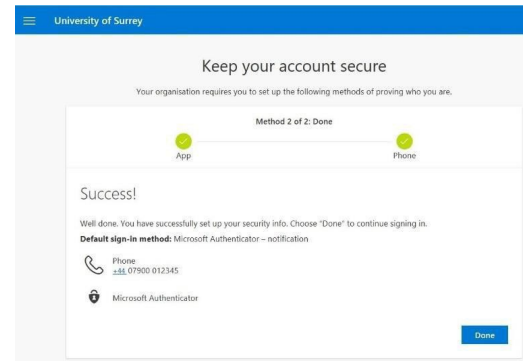 University of Surrey
Keep your account secure
Your organisation requires you to set up the following methods of proving who you are.
Method 2 of 2: Done
App
Phone
Success!
Well done. You have successfully set up your security info. Choose "Done" to continue signing in.
Default sign-in method: Microsoft Authenticator – notification
Phone
+44 07900 012345
Microsoft Authenticator
Done